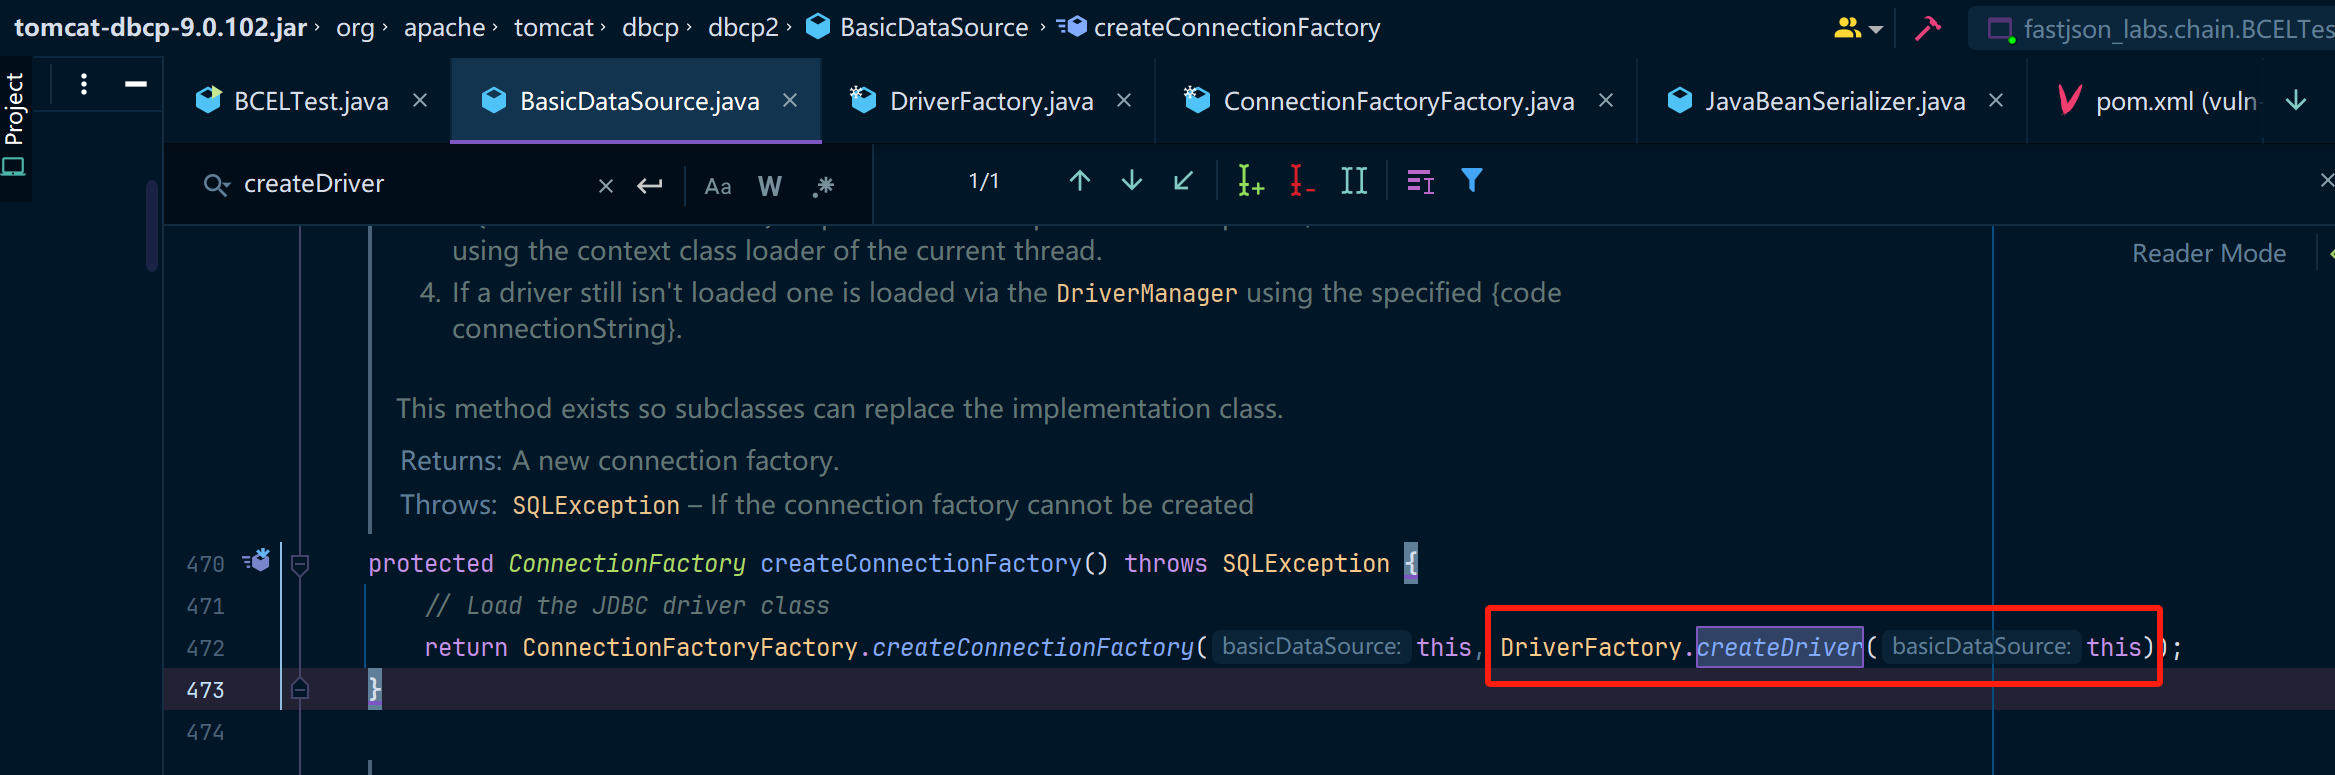 tomcat-dbcp-9.0.102.jar › org › apache › tomcat › dbcp › dbcp2 › BasicDataSource › createConnectionFactory
fastjson_labs.chain.BCELTes
Project
BCELTest.java
BasicDataSource.java
DriverFactory.java
ConnectionFactoryFactory.java
JavaBeanSerializer.java
pom.xml (vuln
createDriver
Aa W .*
1/1
using the context class loader of the current thread.
Reader Mode
4. If a driver still isn't loaded one is loaded via the DriverManager using the specified {code
connectionString}.
This method exists so subclasses can replace the implementation class.
Returns: A new connection factory.
Throws: SQLException – If the connection factory cannot be created
470 protected ConnectionFactory createConnectionFactory() throws SQLException {
471 // Load the JDBC driver class
472 return ConnectionFactoryFactory.createConnectionFactory( basicDataSource: this, DriverFactory.createDriver( basicDataSource: this));
473 }
474